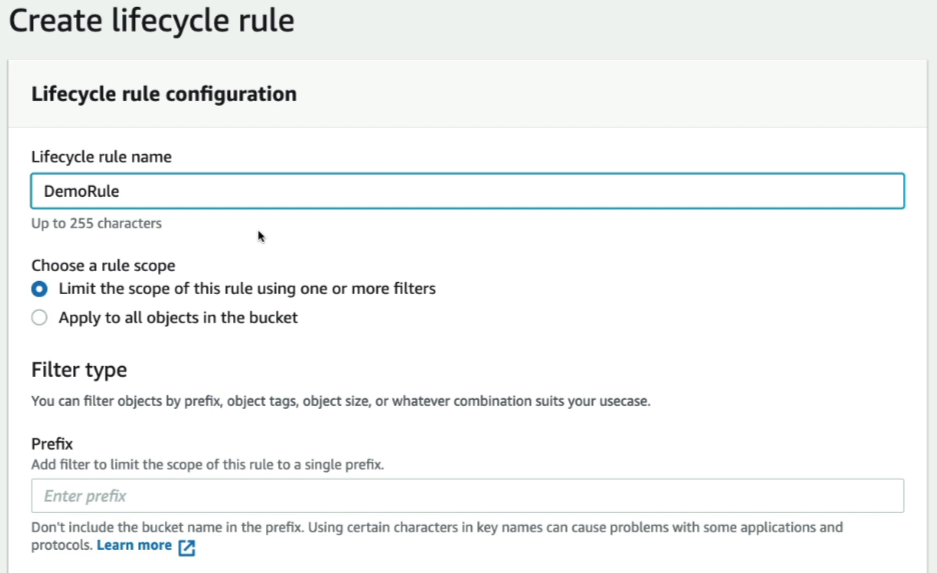 Create lifecycle rule
Lifecycle rule configuration
Lifecycle rule name
DemoRule
Up to 255 characters
Choose a rule scope
Limit the scope of this rule using one or more filters
Apply to all objects in the bucket
Filter type
You can filter objects by prefix, object tags, object size, or whatever combination suits your usecase.
Prefix
Add filter to limit the scope of this rule to a single prefix.
Enter prefix
Don't include the bucket name in the prefix. Using certain characters in key names can cause problems with some applications and
protocols. Learn more